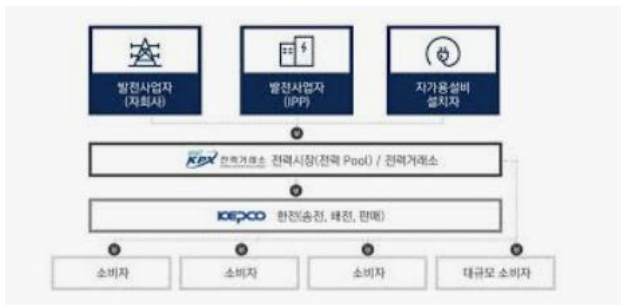 발전사업자
(자회사)
발전사업자
(IPP)
자가용설비
설치자
KPX 전력거래소 전력시장(전력 Pool) / 전력거래소
KEPCO 한전(송전, 배전, 판매)
소비자
소비자
소비자
대규모 소비자